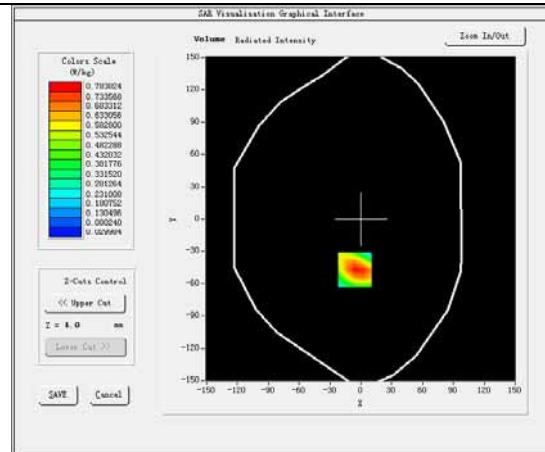 SAR Visualisation Graphical Interface
Volume Radiated Intensity
Zoom In/Out
Colors Scale
(W/kg)
0.783824
0.733568
0.683312
0.633056
0.582800
0.532544
0.482288
0.432032
0.381776
0.331520
0.281264
0.231008
0.180752
0.130496
0.080240
0.029984
Z-Cuts Control
<< Upper Cut
Z = 4.0 mm
Lower Cut >>
SAVE
Cancel
150
120
90
60
30
0
-30
-60
-90
-120
-150
Y
-150 -120 -90 -60 -30 0 30 60 90 120 150
X